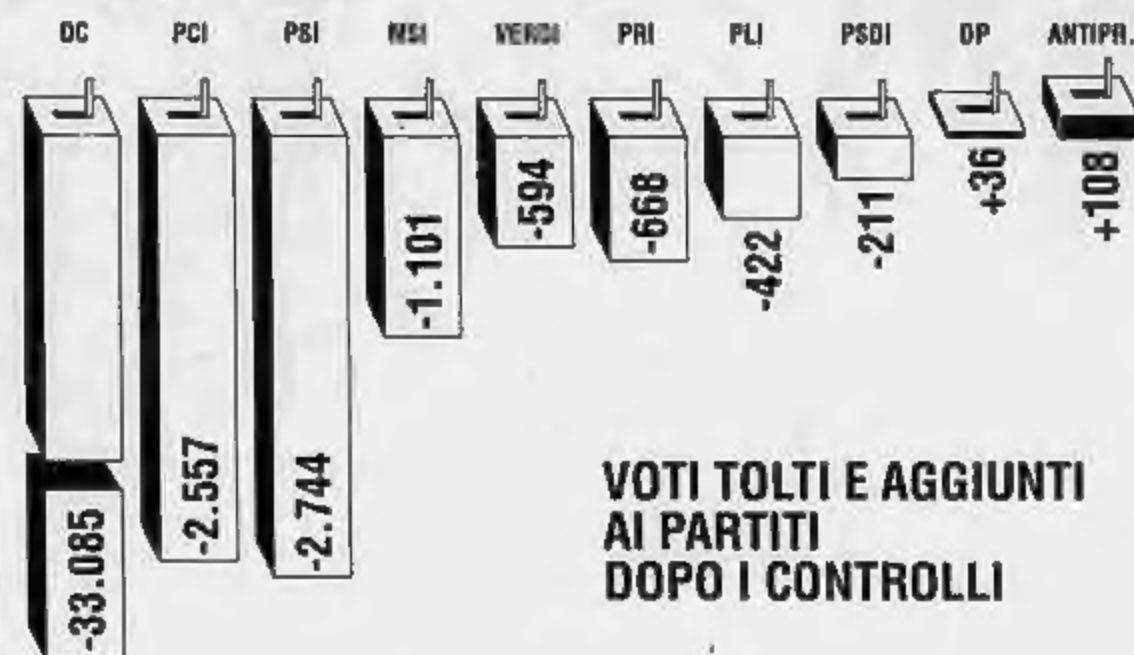 DC PCI PSI MSI VERDI PRI PLI PSDI DP ANTIPR.
-33.085
-2.557
-2.744
-1.101
-594
-668
-422
-211
+36
+108
VOTI TOLTI E AGGIUNTI
AI PARTITI
DOPO I CONTROLLI